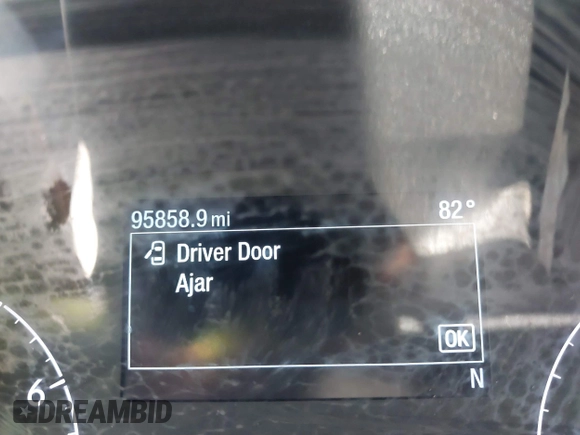 95858.9 mi 82°
Driver Door
Ajar
OK
N
6
DREAMBID